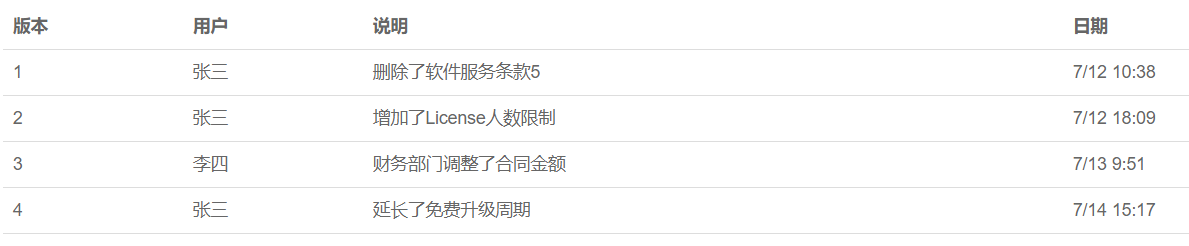 版本 用户 说明 日期
1 张三 删除了软件服务条款5 7/12 10:38
2 张三 增加了License人数限制 7/12 18:09
3 李四 财务部门调整了合同金额 7/13 9:51
4 张三 延长了免费升级周期 7/14 15:17